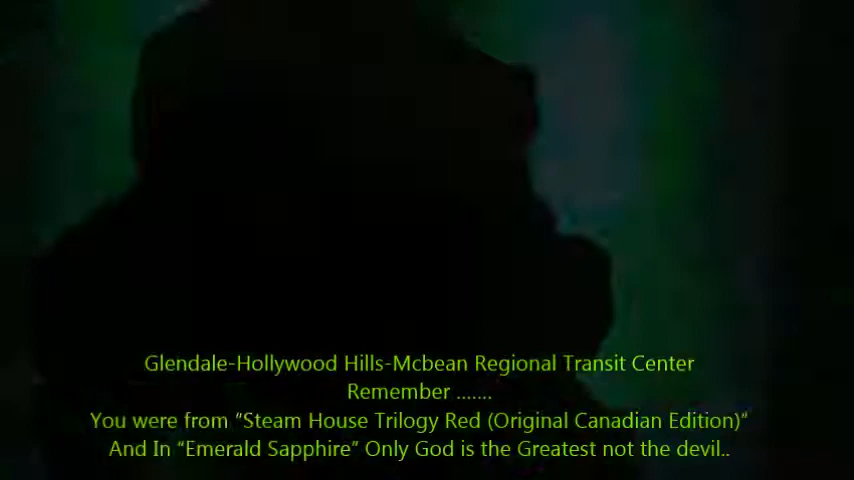 Glendale-Hollywood Hills-Mcbean Regional Transit Center
Remember .......
You were from "Steam House Trilogy Red (Original Canadian Edition)"
And In "Emerald Sapphire" Only God is the Greatest not the devil..